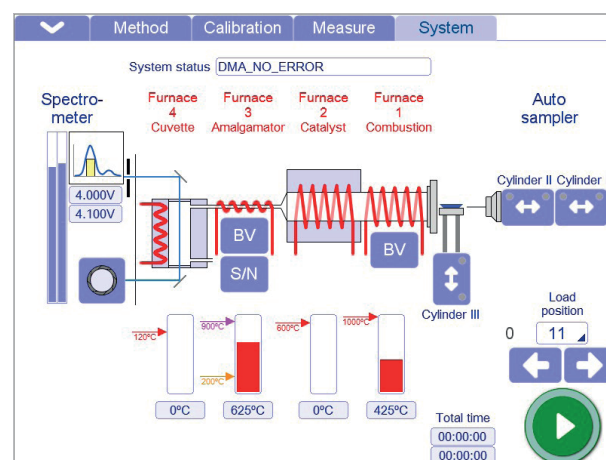 Method Calibration Measure System
System status DMA_NO_ERROR
Spectro-
meter
Furnace
4
Cuvette
Furnace
3
Amalgamator
Furnace
2
Catalyst
Furnace
1
Combustion
Auto
sampler
4.000V
4.100V
BV
S/N
BV
Cylinder II Cylinder
Cylinder III
Load
position
0 11
120ºC
900ºC
200ºC
600ºC
1000ºC
0ºC 625ºC 0ºC 425ºC
Total time
00:00:00
00:00:00